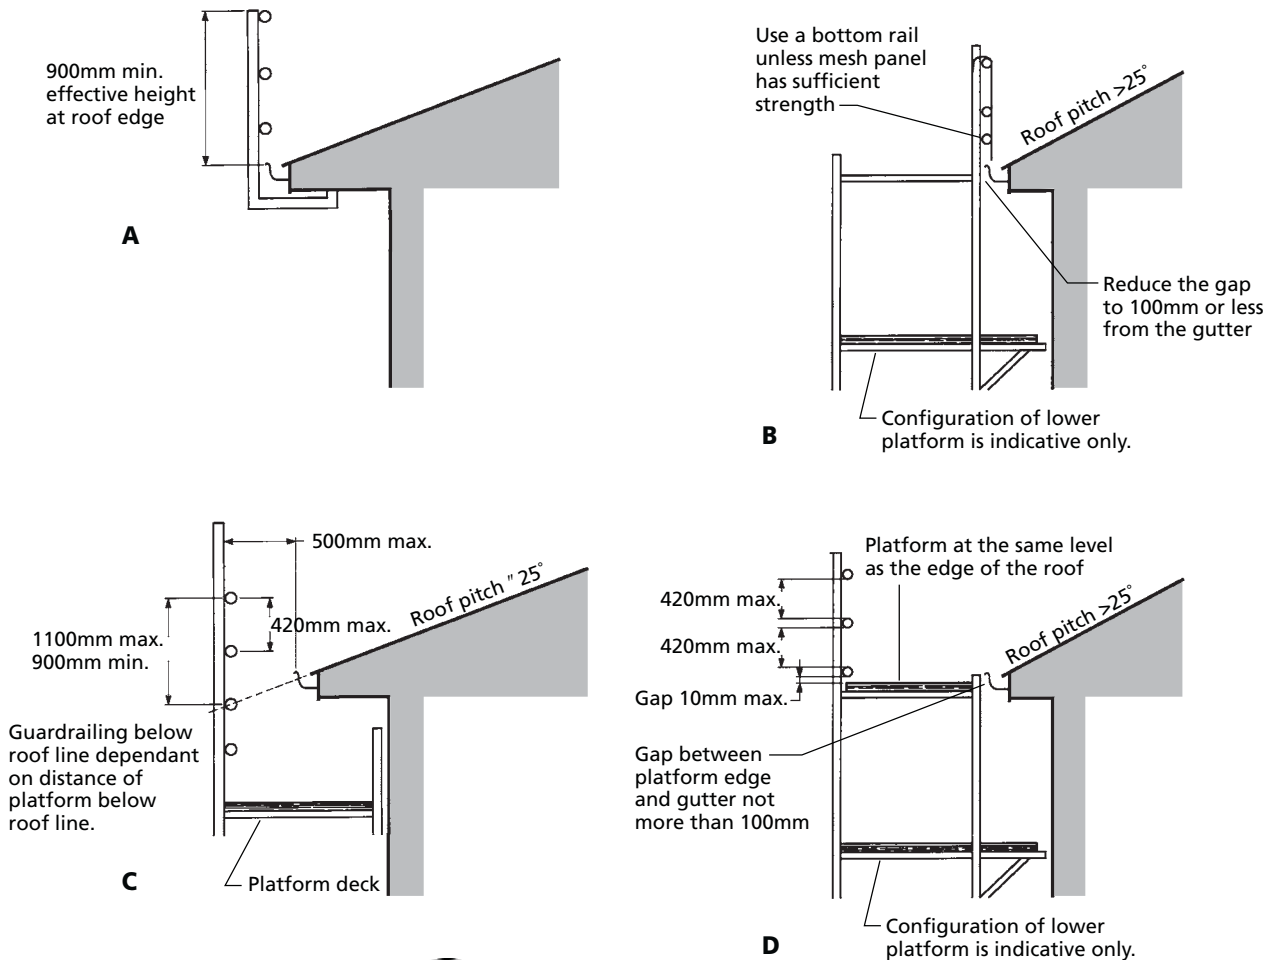 900mm min.
effective height
at roof edge
A
Use a bottom rail
unless mesh panel
has sufficient
strength
Roof pitch >25°
Reduce the gap
to 100mm or less
from the gutter
Configuration of lower
platform is indicative only.
B
500mm max.
Roof pitch " 25°
420mm max.
1100mm max.
900mm min.
Guardrailing below
roof line dependant
on distance of
platform below
roof line.
Platform deck
C
Platform at the same level
as the edge of the roof
420mm max.
420mm max.
Roof pitch >25°
Gap 10mm max.
Gap between
platform edge
and gutter not
more than 100mm
Configuration of lower
platform is indicative only.
D